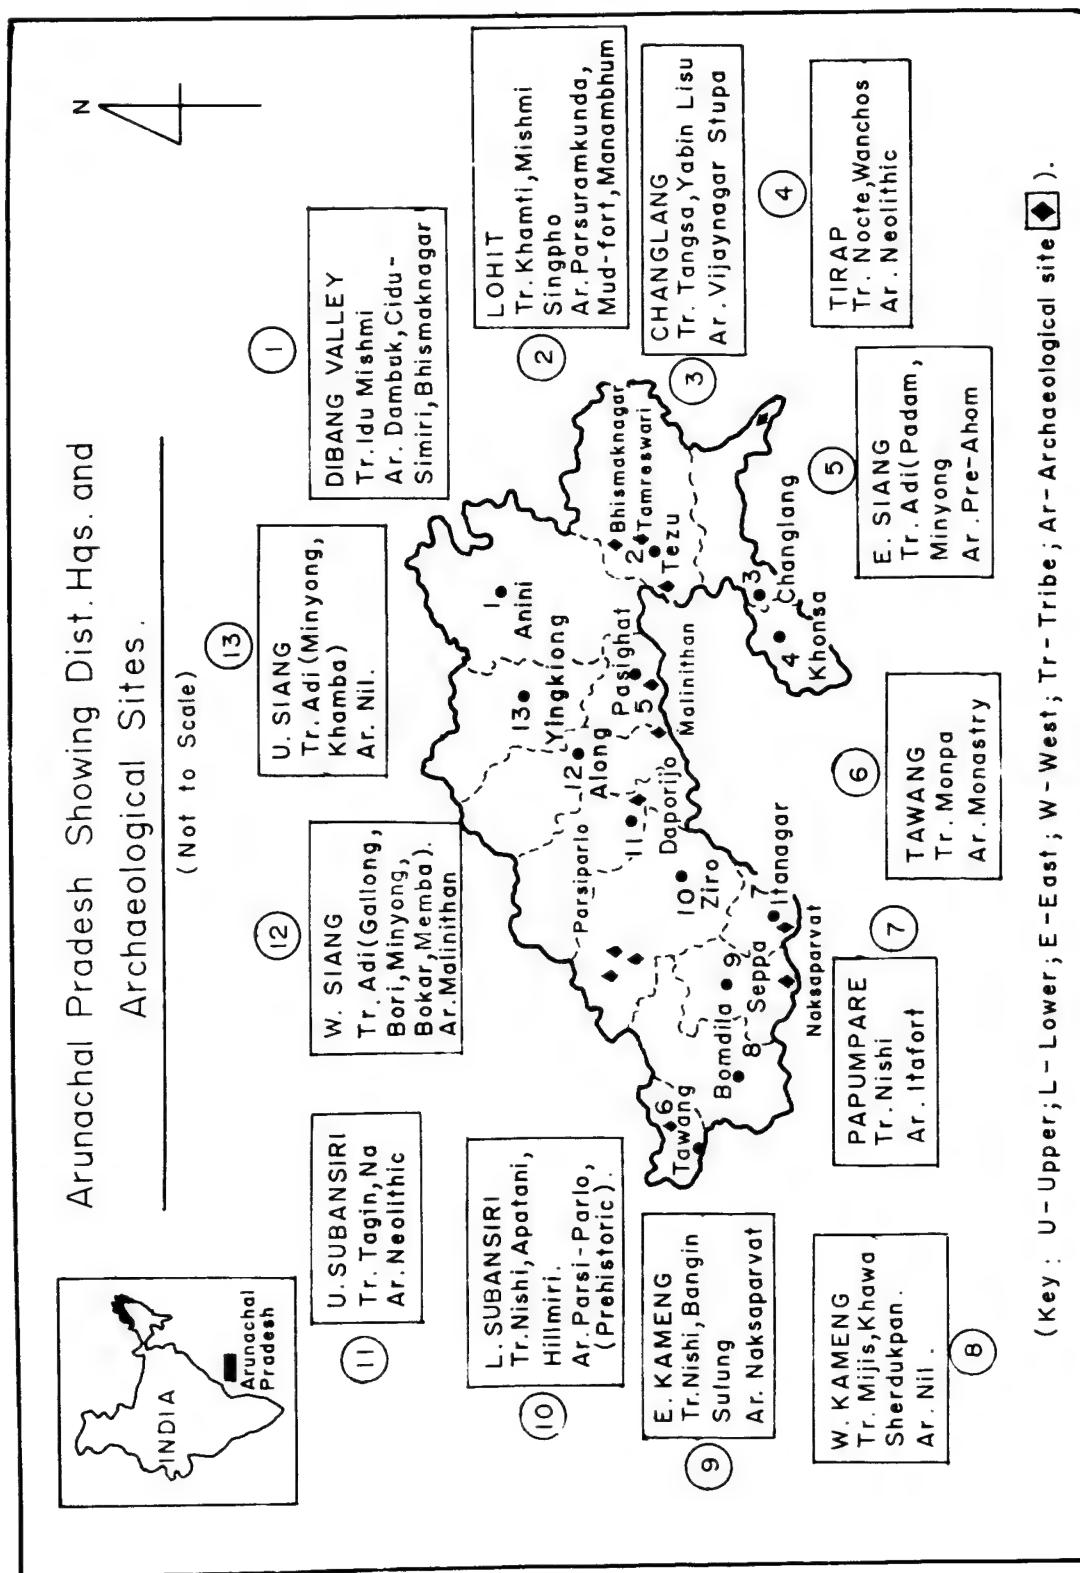 Arunachal Pradesh Showing Dist. Hqs. and
Archaeological Sites.
(Not to Scale)
N
INDIA
Arunachal
Pradesh
11
U. SUBANSIRI
Tr. Tagin, Na
Ar. Neolithic
12
W. SIANG
Tr. Adi (Gallong,
Bori, Minyong,
Bokar, Memba).
Ar. Malinithan
13
U. SIANG
Tr. Adi (Minyong,
Khamba)
Ar. Nil.
1
DIBANG VALLEY
Tr. Idu Mishmi
Ar. Dambuk, Cidu-
Simiri, Bhismaknagar
10
L. SUBANSIRI
Tr. Nishi, Apatani,
Hillmiri.
Ar. Parsi-Parlo,
(Prehistoric).
2
LOHIT
Tr. Khamti, Mishmi
Singpho
Ar. Parsuramkunda,
Mud-fort, Manambhum
9
E. KAMENG
Tr. Nishi, Bangin
Sulung
Ar. Naksaparvat
3
CHANGLANG
Tr. Tangsa, Yabin Lisu
Ar. Vijaynagar Stupa
8
W. KAMENG
Tr. Mijis, Khawa
Sherdukpan.
Ar. Nil.
7
PAPUMPARE
Tr. Nishi
Ar. Itafort
6
TAWANG
Tr. Monpa
Ar. Monastry
5
E. SIANG
Tr. Adi (Padam,
Minyong
Ar. Pre-Ahom
4
TIRAP
Tr. Nocte, Wanchos
Ar. Neolithic
1
Anini
13
Yingkiong
12
Along
Parsiparlo
11
Daporijo
Pasighat
5
Malinithan
Bhismaknagar
Tamreswari
2
Tezu
10
Ziro
7
Itanagar
9
Seppa
Naksaparvat
Bomdila
8
6
Tawang
3
Changlang
4
Khonsa
(Key: U-Upper; L-Lower; E-East; W-West; Tr-Tribe; Ar-Archaeological site ).